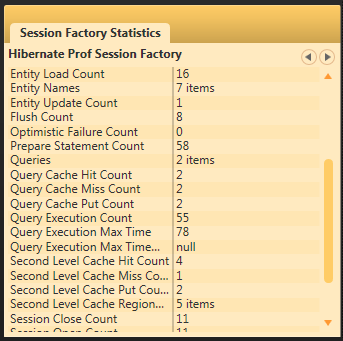 Session Factory Statistics
Hibernate Prof Session Factory
Entity Load Count 16
Entity Names 7 items
Entity Update Count 1
Flush Count 8
Optimistic Failure Count 0
Prepare Statement Count 58
Queries 2 items
Query Cache Hit Count 2
Query Cache Miss Count 2
Query Cache Put Count 2
Query Execution Count 55
Query Execution Max Time 78
Query Execution Max Time... null
Second Level Cache Hit Count 4
Second Level Cache Miss Co... 1
Second Level Cache Put Cou... 2
Second Level Cache Region... 5 items
Session Close Count 11
Session Open Count 11